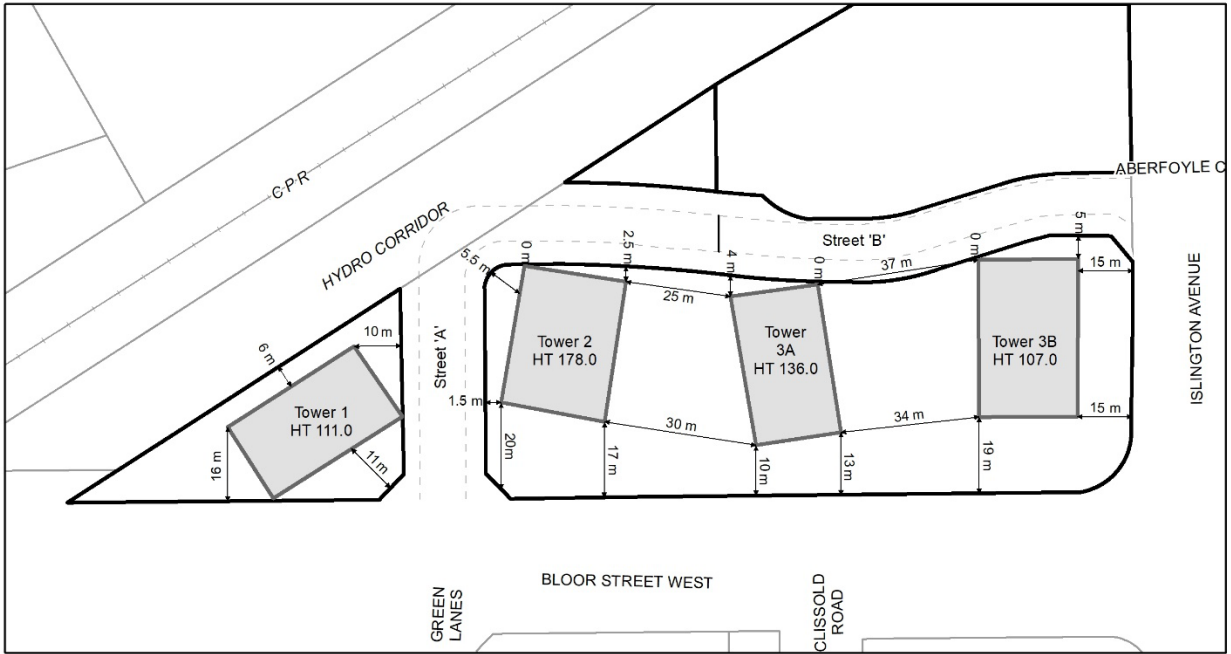 C P R
HYDRO CORRIDOR
ABERFOYLE C
Street 'B'
Street 'A'
ISLINGTON AVENUE
5 m
15 m
0 m
37 m
0 m
4 m
2.5 m
25 m
0 m
5.5 m
10 m
6 m
Tower 1
HT 111.0
Tower 2
HT 178.0
Tower
3A
HT 136.0
Tower 3B
HT 107.0
1.5 m
16 m
11 m
20m
17 m
30 m
10 m
13 m
34 m
19 m
15 m
BLOOR STREET WEST
GREEN
LANES
CLISSOLD
ROAD